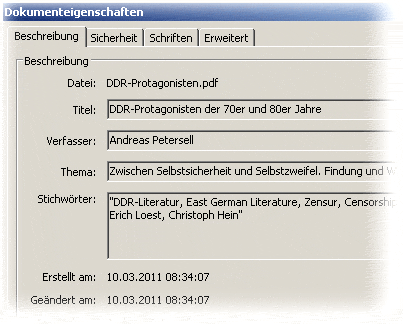 Dokumenteigenschaften
Beschreibung Sicherheit Schriften Erweitert
Beschreibung
Datei: DDR-Protagonisten.pdf
Titel: DDR-Protagonisten der 70er und 80er Jahre
Verfasser: Andreas Petersell
Thema: Zwischen Selbstsicherheit und Selbstzweifel. Findung und
Stichwörter: "DDR-Literatur, East German Literature, Zensur, Censorship
Erich Loest, Christoph Hein"
Erstellt am: 10.03.2011 08:34:07
Geändert am: 10.03.2011 08:34:07